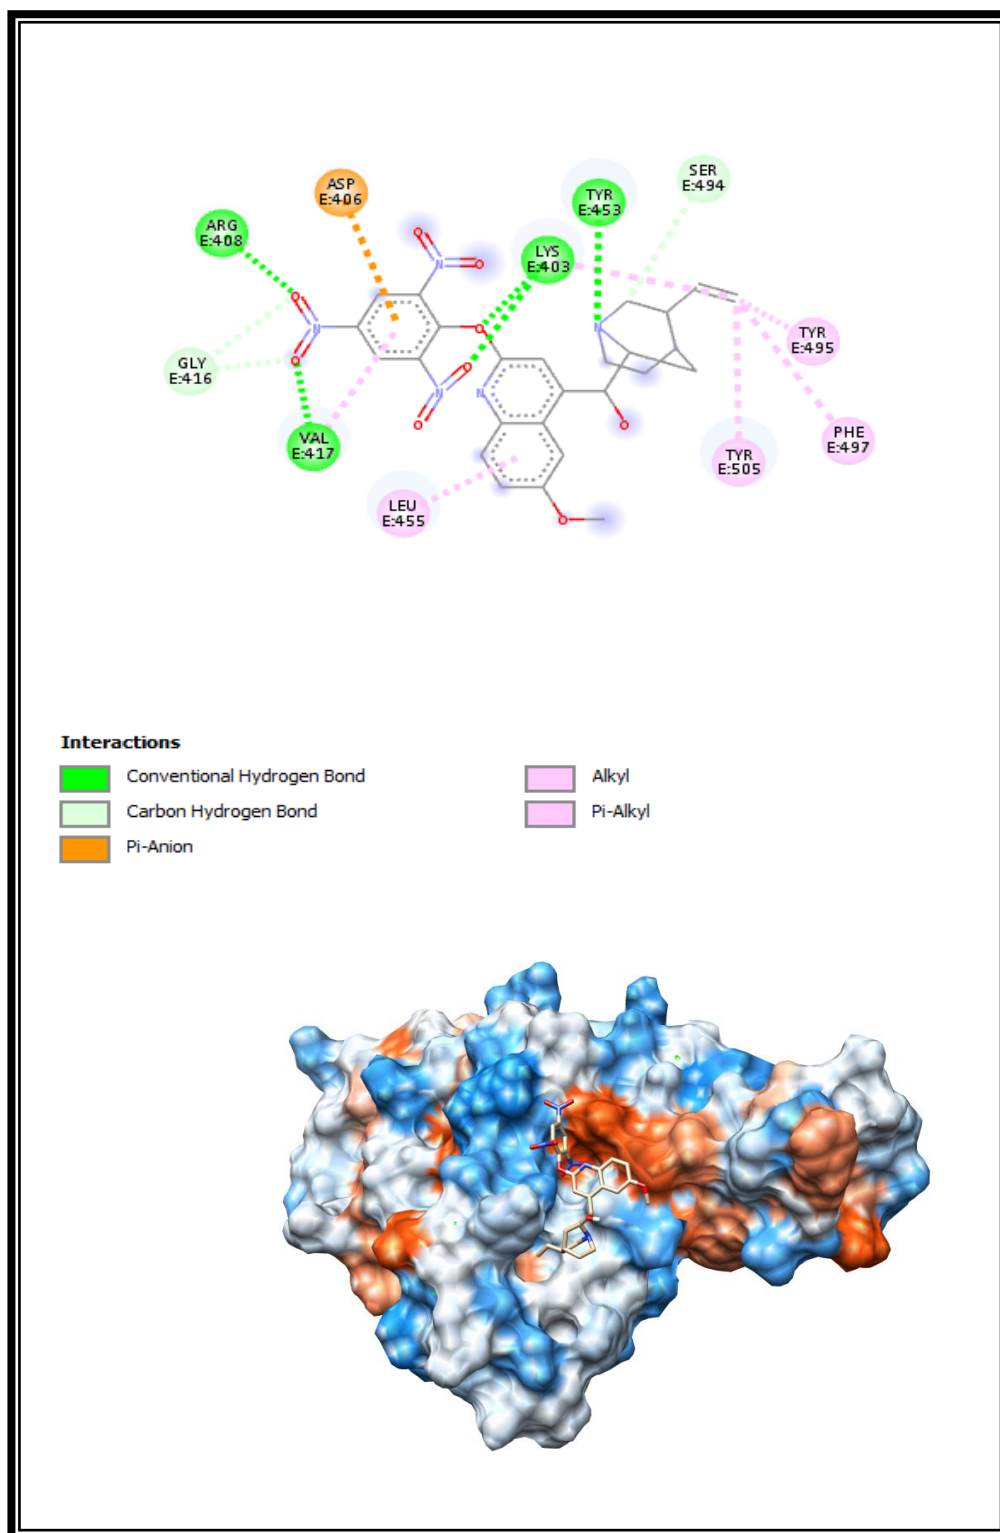 SER
E:494
ASP
E:406
TYR
E:453
ARG
E:408
O
N
O
LYS
E:403
O
N
O
O
N
TYR
E:495
GLY
E:416
O
N
O
N
O
VAL
E:417
PHE
E:497
TYR
E:505
LEU
E:455
O
Interactions
Conventional Hydrogen Bond
Carbon Hydrogen Bond
Pi-Anion
Alkyl
Pi-Alkyl